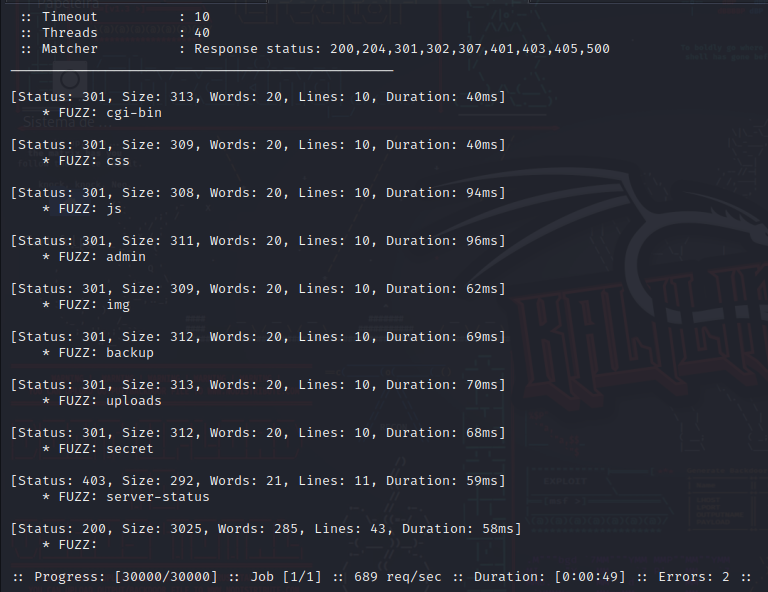 :: Timeout : 10
:: Threads : 40
:: Matcher : Response status: 200,204,301,302,307,401,403,405,500
[Status: 301, Size: 313, Words: 20, Lines: 10, Duration: 40ms]
* FUZZ: cgi-bin
[Status: 301, Size: 309, Words: 20, Lines: 10, Duration: 40ms]
* FUZZ: css
[Status: 301, Size: 308, Words: 20, Lines: 10, Duration: 94ms]
* FUZZ: js
[Status: 301, Size: 311, Words: 20, Lines: 10, Duration: 96ms]
* FUZZ: admin
[Status: 301, Size: 309, Words: 20, Lines: 10, Duration: 62ms]
* FUZZ: img
[Status: 301, Size: 312, Words: 20, Lines: 10, Duration: 69ms]
* FUZZ: backup
[Status: 301, Size: 313, Words: 20, Lines: 10, Duration: 70ms]
* FUZZ: uploads
[Status: 301, Size: 312, Words: 20, Lines: 10, Duration: 68ms]
* FUZZ: secret
[Status: 403, Size: 292, Words: 21, Lines: 11, Duration: 59ms]
* FUZZ: server-status
[Status: 200, Size: 3025, Words: 285, Lines: 43, Duration: 58ms]
* FUZZ:
:: Progress: [30000/30000] :: Job [1/1] :: 689 req/sec :: Duration: [0:00:49] :: Errors: 2 ::